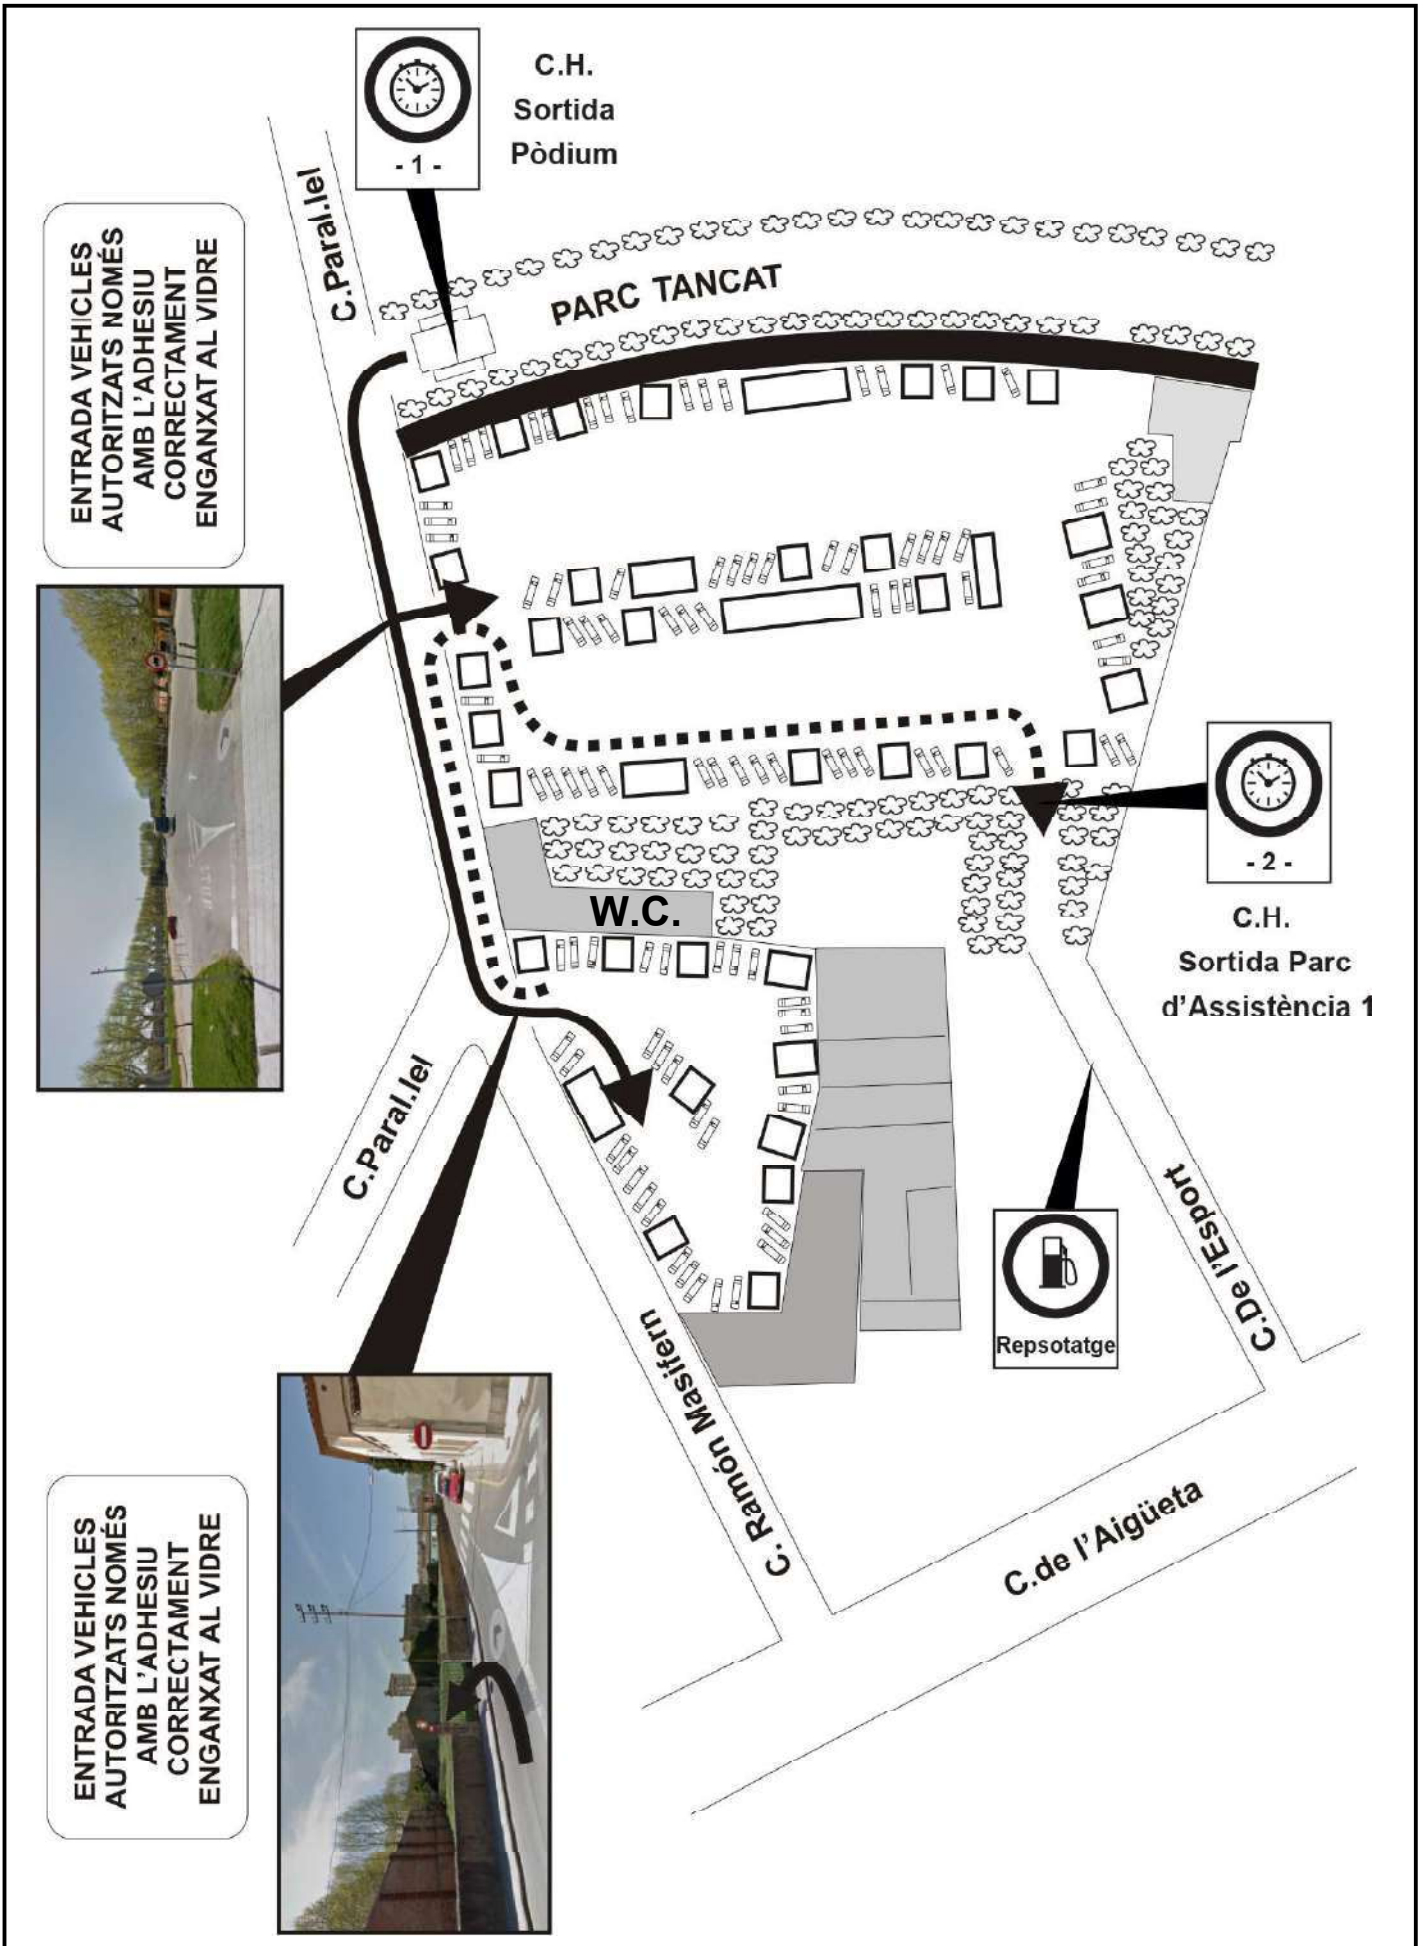 C.H.
Sortida
Pòdium
- 1 -
C.Paral.lel
PARC TANCAT
ENTRADA VEHICLES
AUTORITZATS NOMÉS
AMB L'ADHESIU
CORRECTAMENT
ENGANXAT AL VIDRE
- 2 -
C.H.
Sortida Parc
d'Assistència 1
W.C.
C.Paral.lel
Repsotatge
C.De l'Esport
C. Ramón Masifern
C.de l'Aigüeta
ENTRADA VEHICLES
AUTORITZATS NOMÉS
AMB L'ADHESIU
CORRECTAMENT
ENGANXAT AL VIDRE